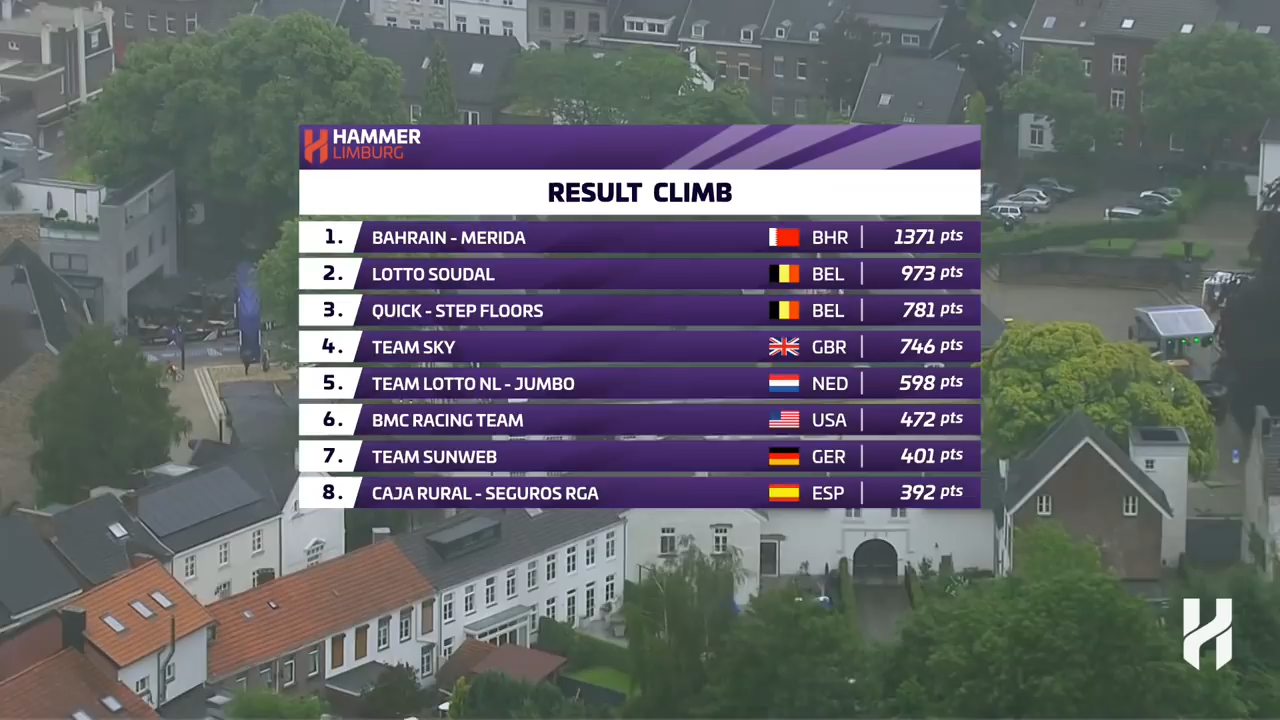 HAMMER
LIMBURG
RESULT CLIMB
1. BAHRAIN - MERIDA BHR 1371 pts
2. LOTTO SOUDAL BEL 973 pts
3. QUICK - STEP FLOORS BEL 781 pts
4. TEAM SKY GBR 746 pts
5. TEAM LOTTO NL - JUMBO NED 598 pts
6. BMC RACING TEAM USA 472 pts
7. TEAM SUNWEB GER 401 pts
8. CAJA RURAL - SEGUROS RGA ESP 392 pts